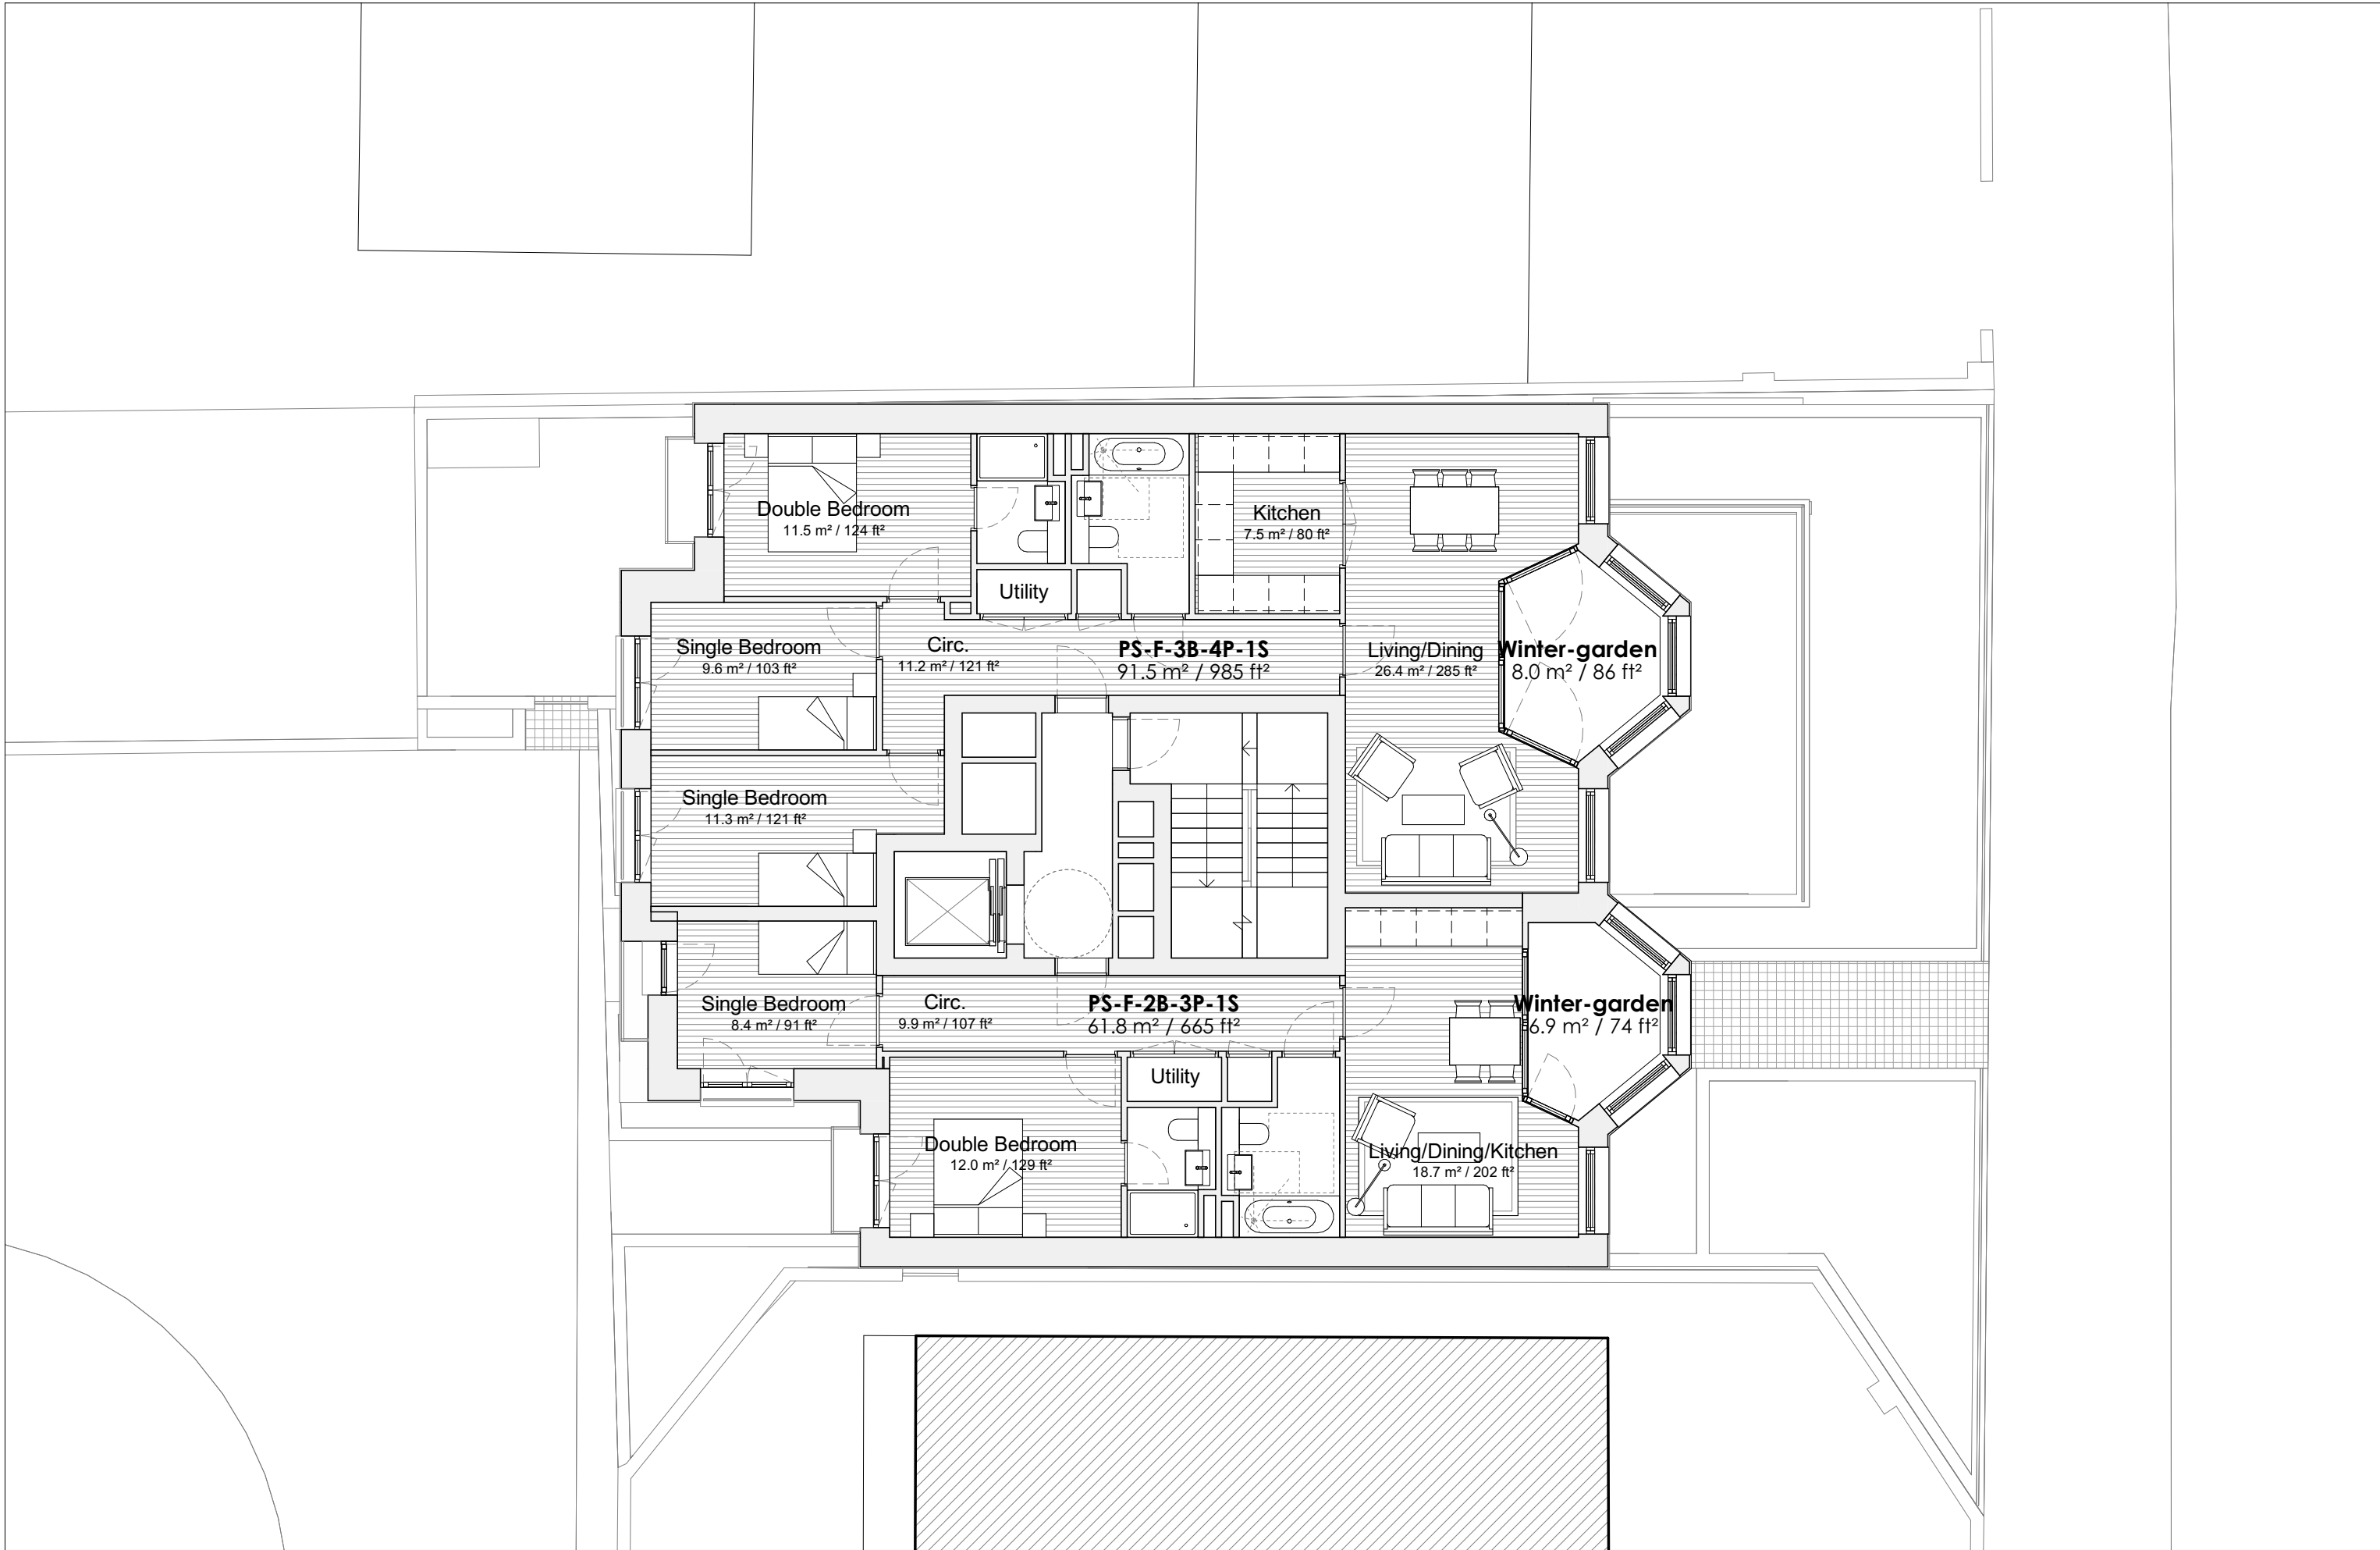 Double Bedroom
11.5 m² / 124 ft²
Kitchen
7.5 m² / 80 ft²
Utility
Single Bedroom
9.6 m² / 103 ft²
Circ.
11.2 m² / 121 ft²
PS-F-3B-4P-1S
91.5 m² / 985 ft²
Living/Dining
26.4 m² / 285 ft²
Winter-garden
8.0 m² / 86 ft²
Single Bedroom
11.3 m² / 121 ft²
Single Bedroom
8.4 m² / 91 ft²
Circ.
9.9 m² / 107 ft²
PS-F-2B-3P-1S
61.8 m² / 665 ft²
Winter-garden
6.9 m² / 74 ft²
Utility
Double Bedroom
12.0 m² / 129 ft²
Living/Dining/Kitchen
18.7 m² / 202 ft²